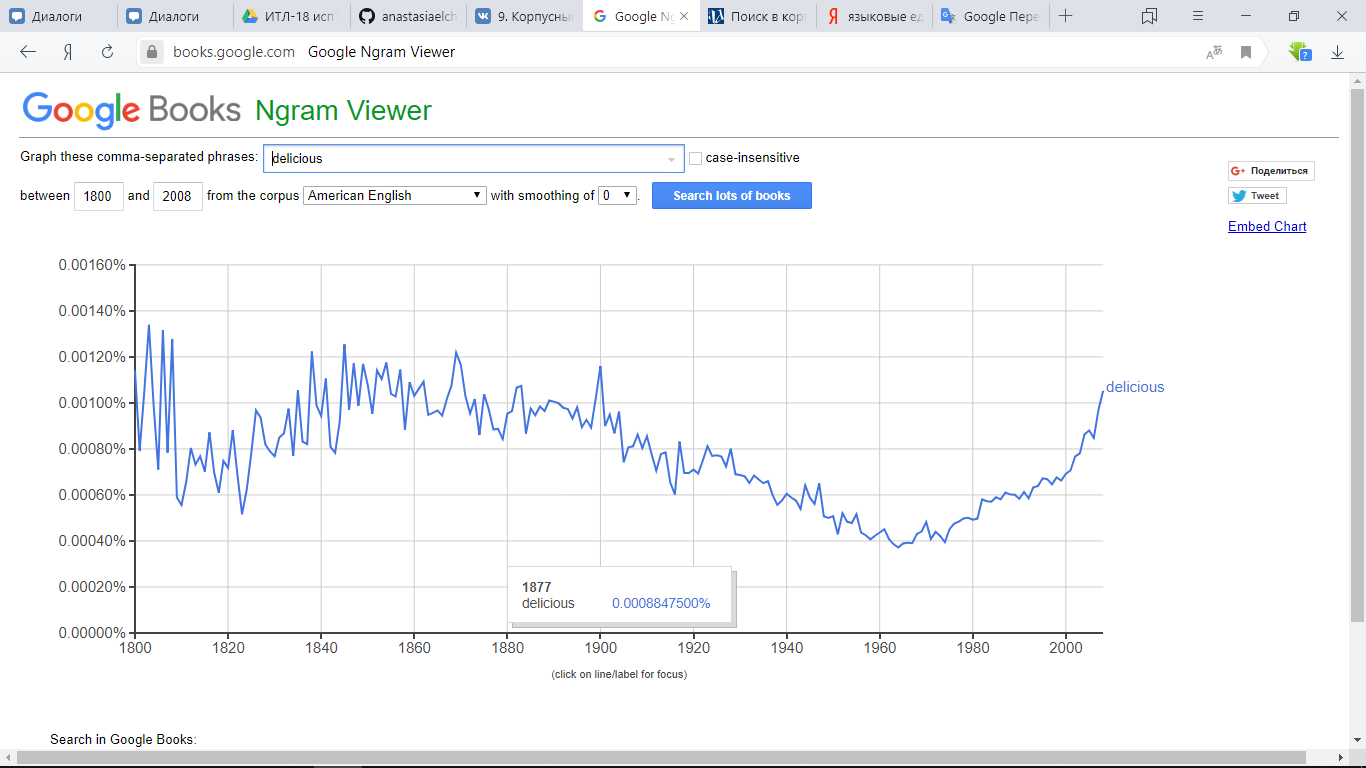 Диалоги
Диалоги
ИТЛ-18 исп
anastasiaelch
9. Корпусны
Google Ng
Поиск в кор
языковые ед
Google Пере
books.google.com Google Ngram Viewer
Google Books Ngram Viewer
Graph these comma-separated phrases: delicious case-insensitive
between 1800 and 2008 from the corpus American English with smoothing of 0 . Search lots of books
Поделиться
Tweet
Embed Chart
0.00160%
0.00140%
0.00120%
0.00100%
0.00080%
0.00060%
0.00040%
0.00020%
0.00000%
delicious
1877
delicious 0.0008847500%
1800 1820 1840 1860 1880 1900 1920 1940 1960 1980 2000
(click on line/label for focus)
Search in Google Books: